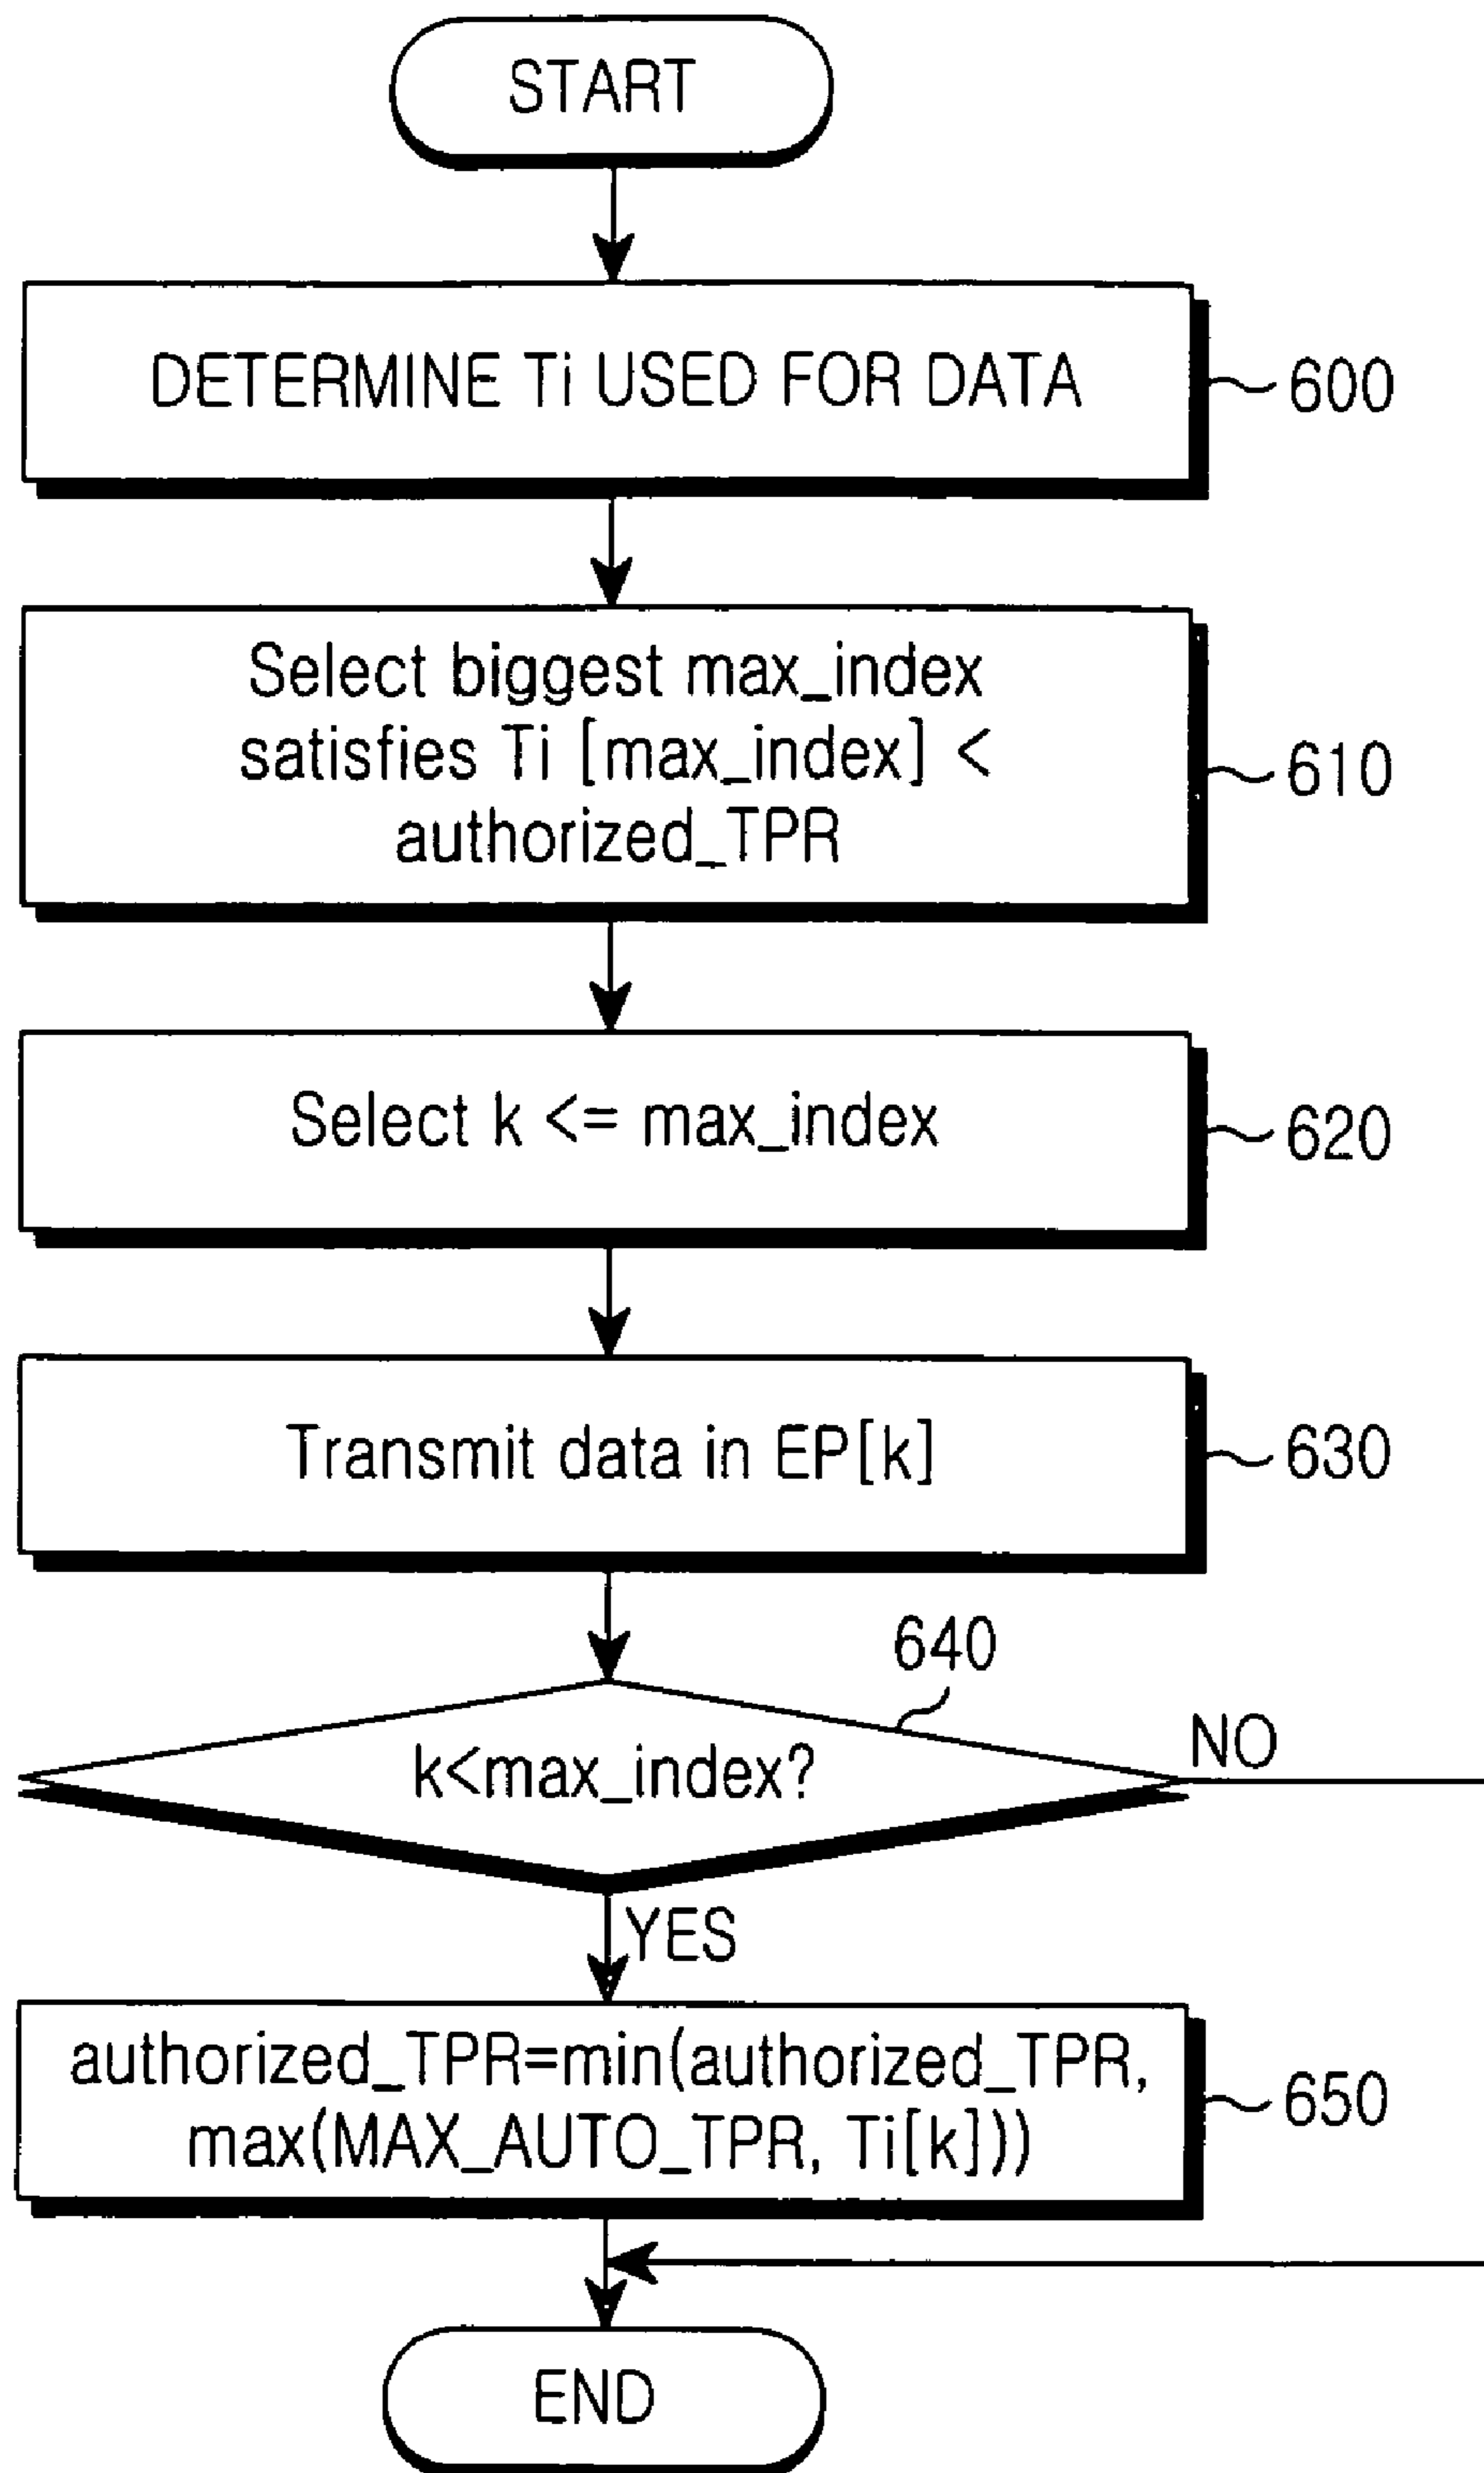 START
DETERMINE Ti USED FOR DATA
600
Select biggest max_index
satisfies Ti [max_index] <
authorized_TPR
610
Select k <= max_index
620
Transmit data in EP[k]
630
640
k<max_index?
NO
YES
authorized_TPR=min(authorized_TPR,
max(MAX_AUTO_TPR, Ti[k]))
650
END